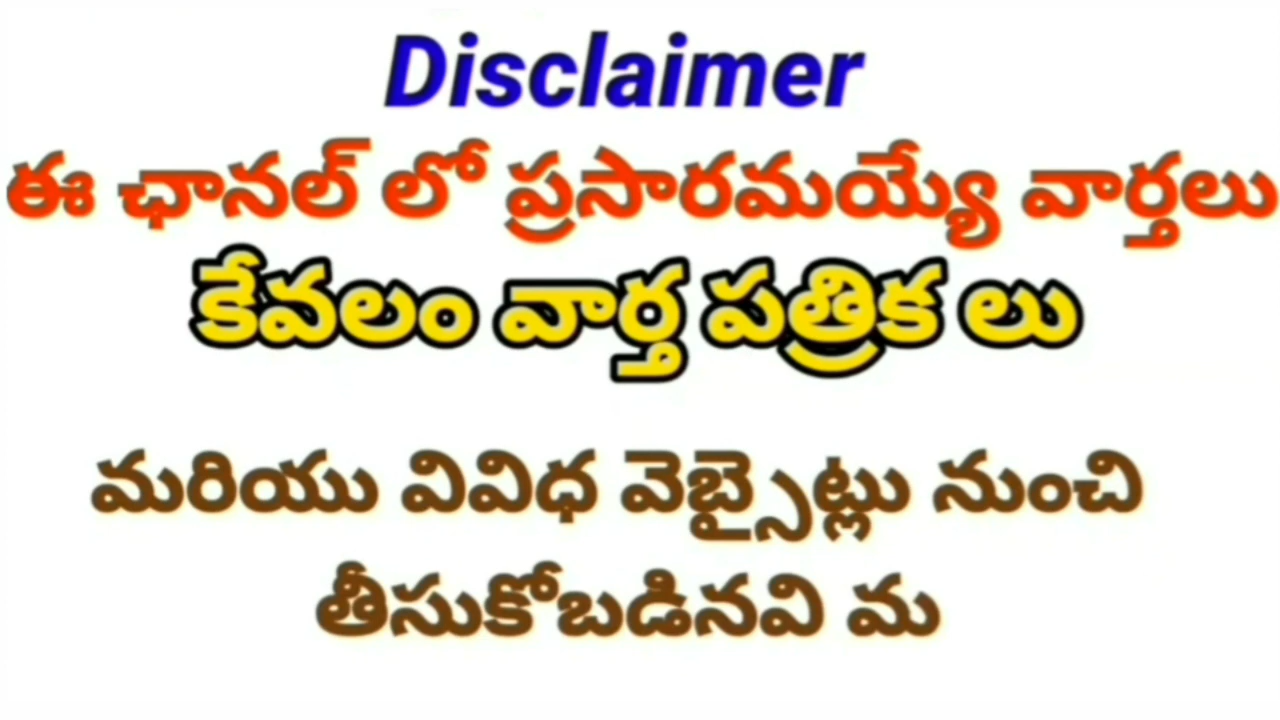 Disclaimer
ఈ ఛానల్ లో ప్రసారమయ్యే వార్తలు
కేవలం వార్త పత్రిక లు
మరియు వివిధ వెబ్సైట్లు నుంచి
తీసుకోబడినవి మ